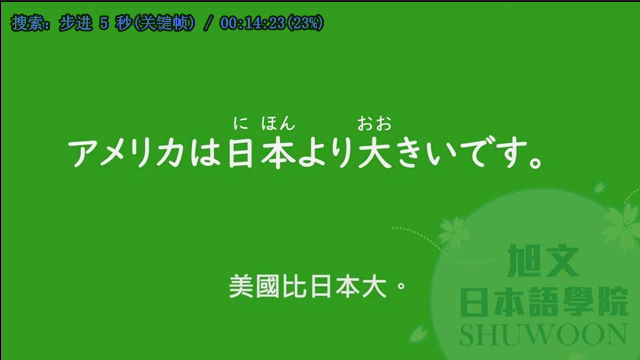 搜索: 步进 5 秒(关键帧) / 00:14:23(23%)
に ほん おお
アメリカは日本より大きいです。
美國比日本大。
旭文
日本語學院
SHUWOON